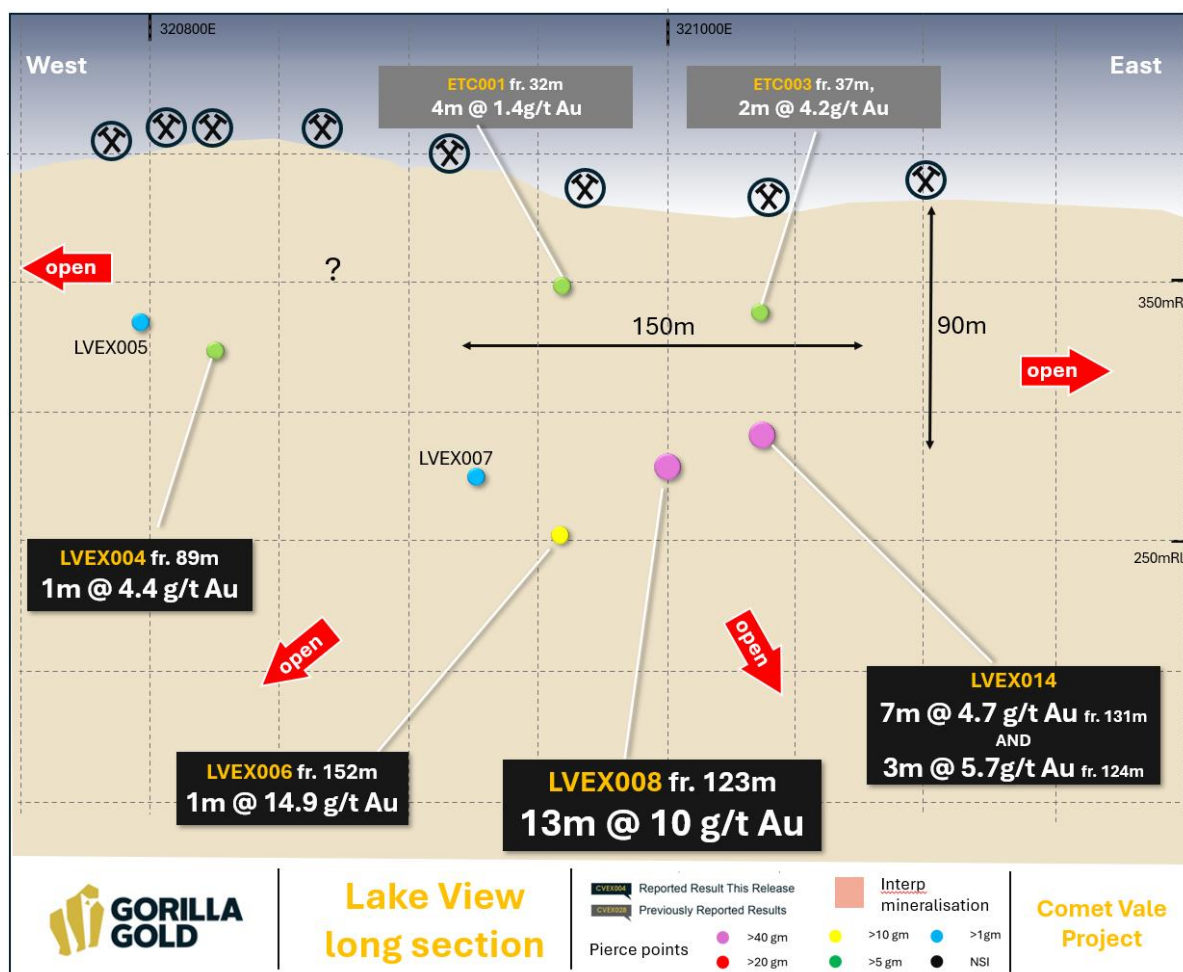 320800E
321000E
West
East
ETC001 fr. 32m
4m @ 1.4g/t Au
ETC003 fr. 37m,
2m @ 4.2g/t Au
open
?
350mR
LVEX005
150m
90m
open
LVEX007
250mRL
LVEX004 fr. 89m
1m @ 4.4 g/t Au
open
open
LVEX014
7m @ 4.7 g/t Au fr. 131m
AND
3m @ 5.7g/t Au fr. 124m
LVEX006 fr. 152m
1m @ 14.9 g/t Au
LVEX008 fr. 123m
13m @ 10 g/t Au
GORILLA
GOLD
Lake View
long section
CVEX004 Reported Result This Release
CVEX028 Previously Reported Results
Interp
mineralisation
Pierce points
>40 gm
>10 gm
>1gm
>20 gm
>5 gm
NSI
Comet Vale
Project